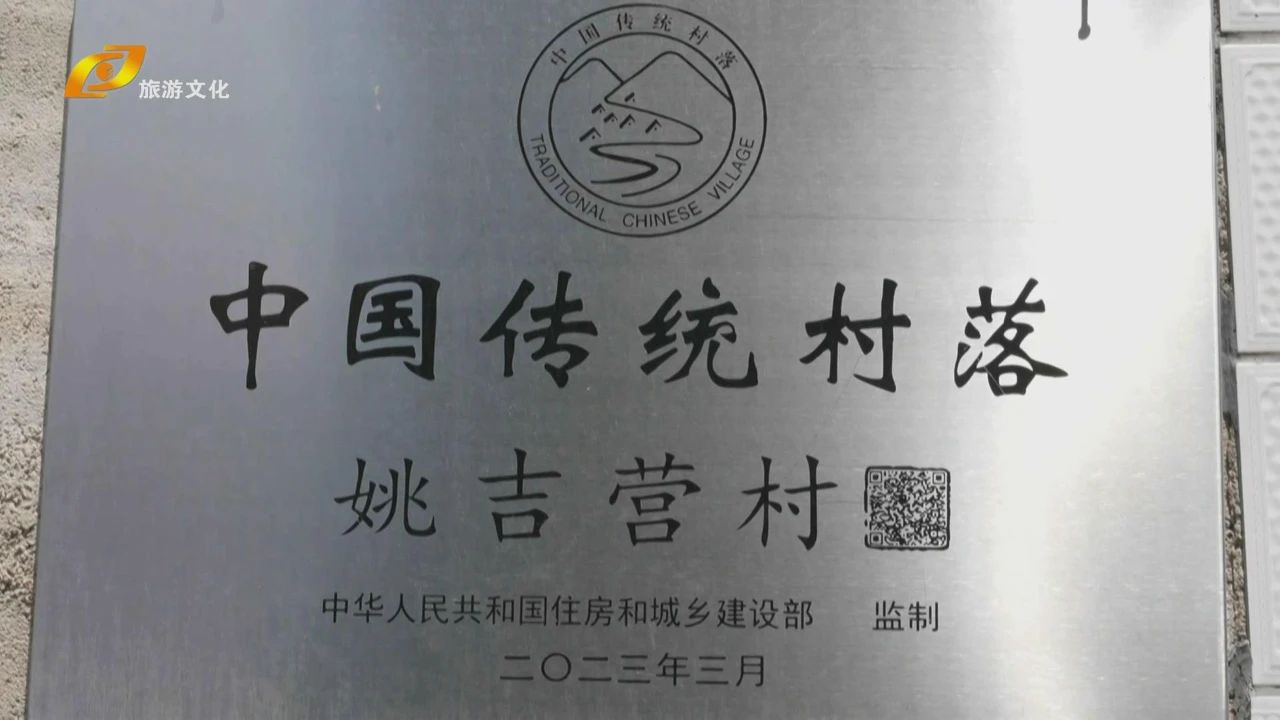 旅游文化
中国传统村落
TRADITIONAL CHINESE VILLAGE
中国传统村落
姚吉营村
中华人民共和国住房和城乡建设部 监制
二〇二三年三月